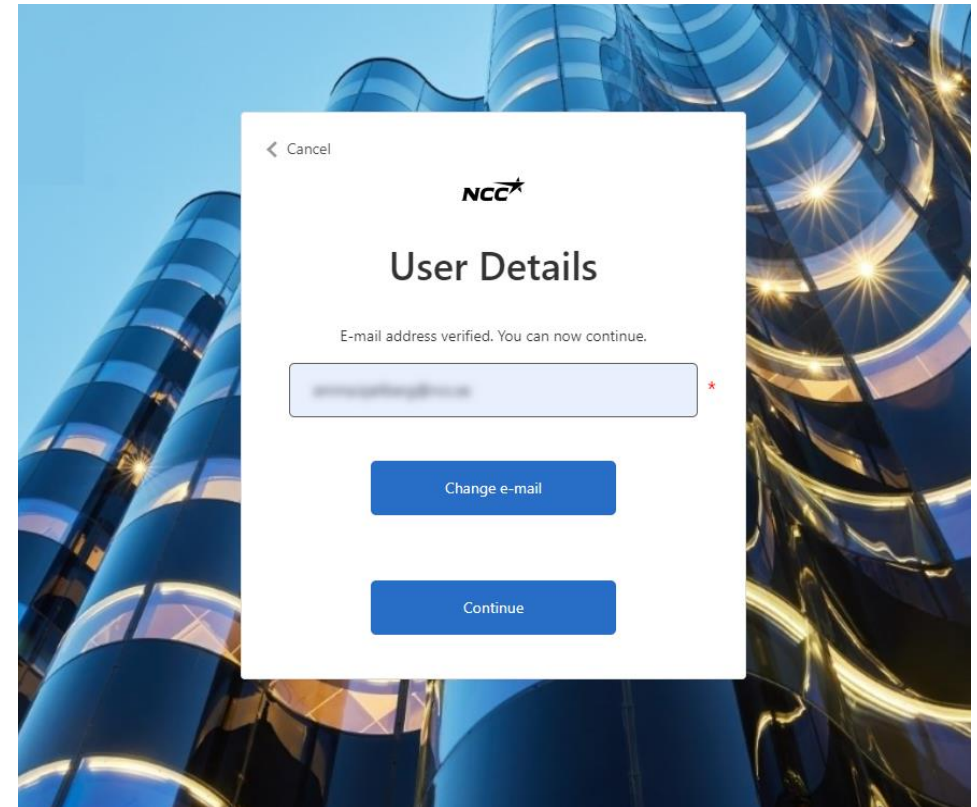 Cancel
NCC
User Details
E-mail address verified. You can now continue.
*
Change e-mail
Continue